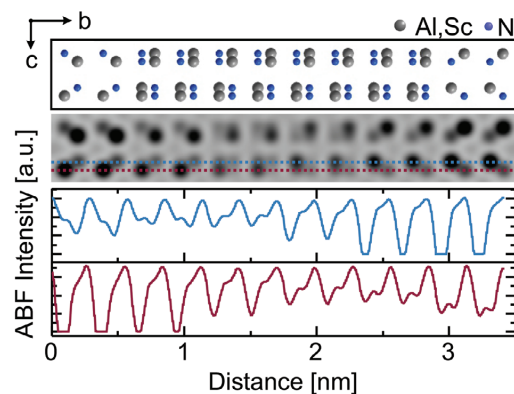 b
c
Al,Sc N
ABF Intensity [a.u.]
0 1 2 3
Distance [nm]